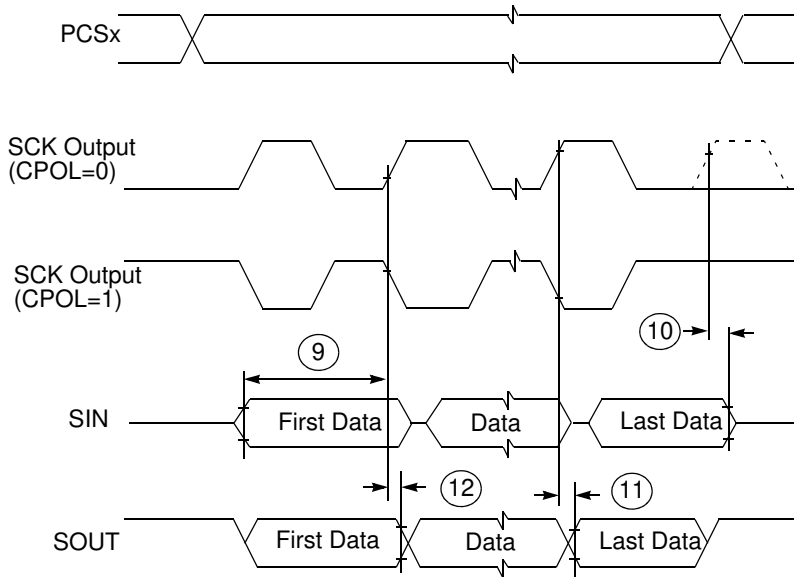 PCSx
SCK Output
(CPOL=0)
SCK Output
(CPOL=1)
10
9
SIN
First Data
Data
Last Data
12
11
SOUT
First Data
Data
Last Data